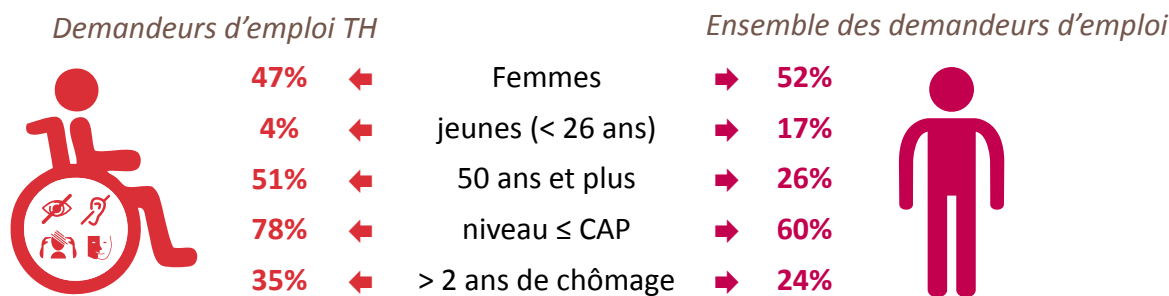 Demandeurs d'emploi TH
Ensemble des demandeurs d'emploi
47% Femmes 52%
4% jeunes (< 26 ans) 17%
51% 50 ans et plus 26%
78% niveau ≤ CAP 60%
35% > 2 ans de chômage 24%